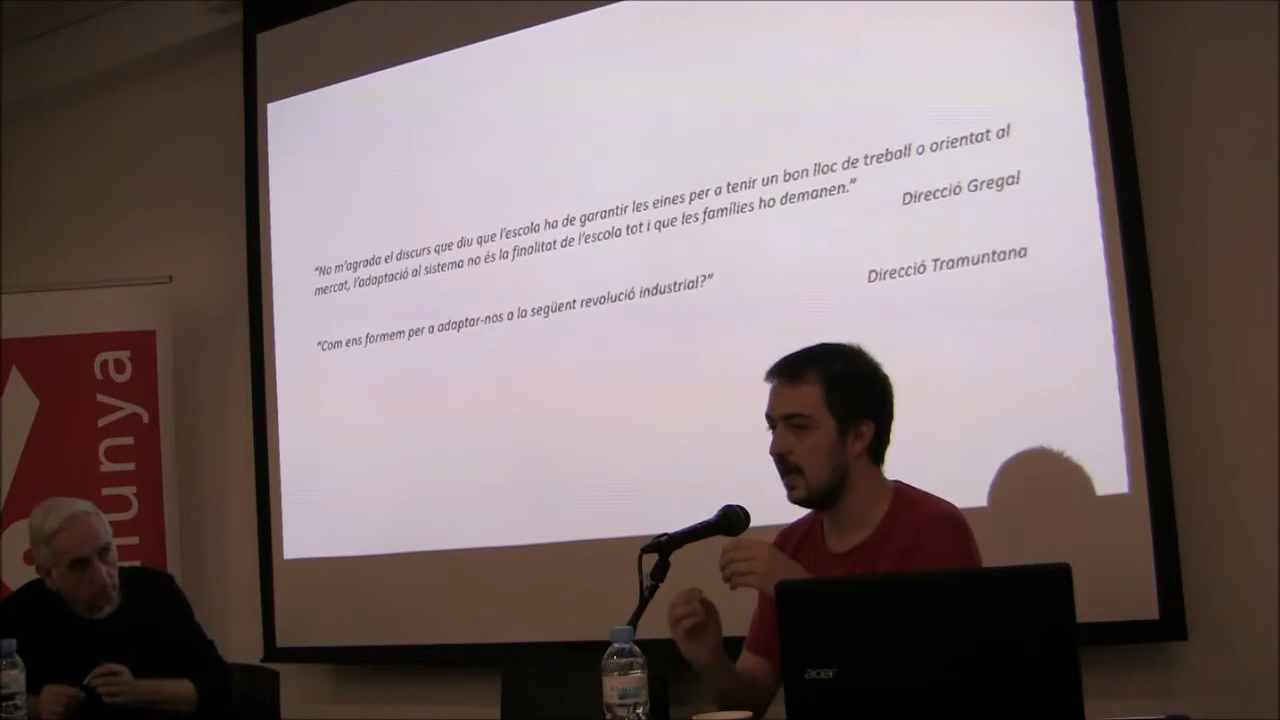 “No m’agrada el discurs que diu que l’escola ha de garantir les eines per a tenir un bon lloc de treball o orientat al
mercat, l’adaptació al sistema no és la finalitat de l’escola tot i que les famílies ho demanen.”
Direcció Gregal
“Com ens formem per a adaptar-nos a la següent revolució industrial?”
Direcció Tramuntana
munya
acer